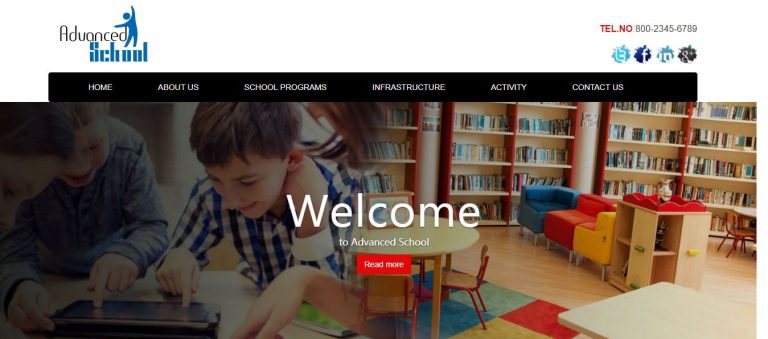 Advanced
School
TEL.NO:800-2345-6789
HOME ABOUT US SCHOOL PROGRAMS INFRASTRUCTURE ACTIVITY CONTACT US
Welcome
to Advanced School
Read more